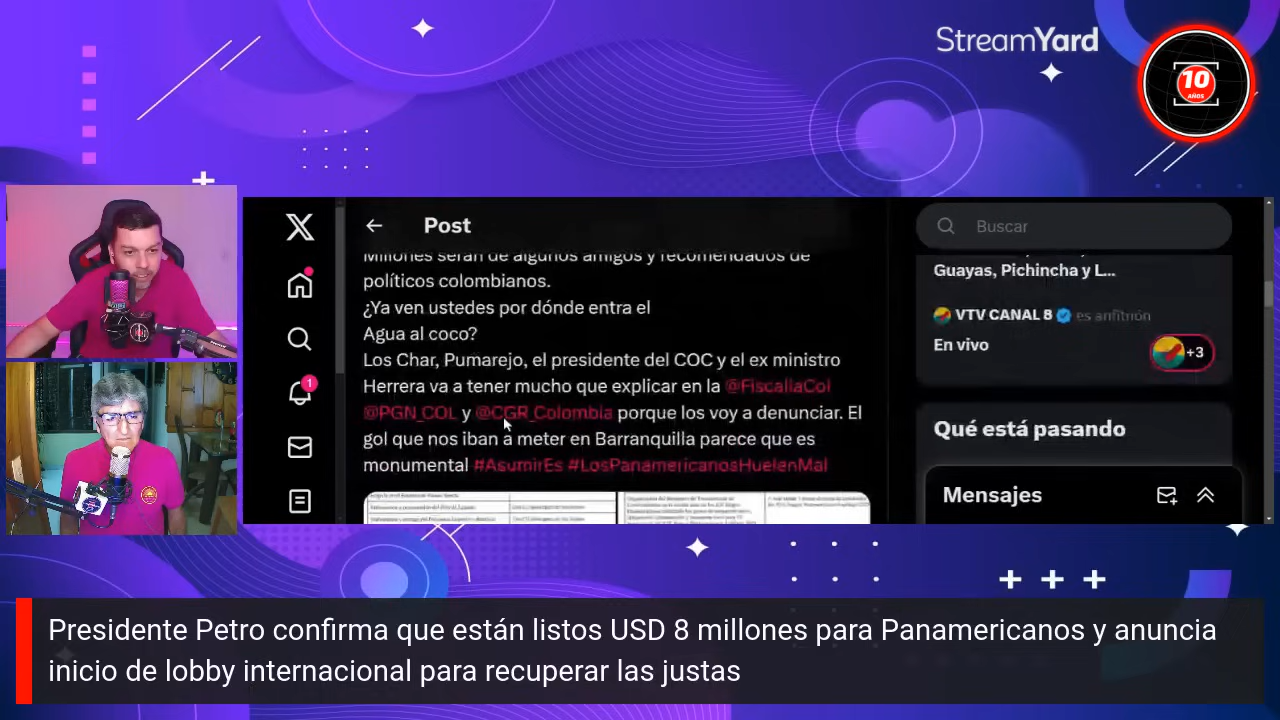 StreamYard
10
AÑOS
Post
Buscar
Millones serán de algunos amigos y recomendados de
políticos colombianos.
¿Ya ven ustedes por dónde entra el
Agua al coco?
Los Char, Pumarejo, el presidente del COC y el ex ministro
Herrera va a tener mucho que explicar en la @FiscaliaCol
@PGN_COL y @CGR_Colombia porque los voy a denunciar. El
gol que nos iban a meter en Barranquilla parece que es
monumental #AsumirEs #LosPanamericanosHuelenMal
1
Guayas, Pichincha y L...
VTV CANAL 8 es anfitrión
En vivo
+3
Qué está pasando
Mensajes
Presidente Petro confirma que están listos USD 8 millones para Panamericanos y anuncia
inicio de lobby internacional para recuperar las justas